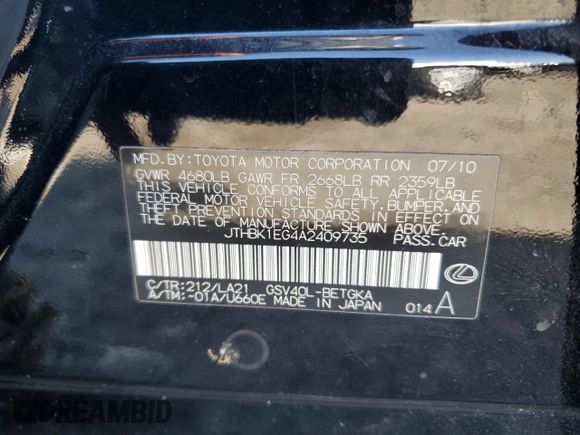 MFD.BY:TOYOTA MOTOR CORPORATION 07/10
GVWR 4680LB GAWR FR 2668LB RR 2359LB
THIS VEHICLE CONFORMS TO ALL APPLICABLE
FEDERAL MOTOR VEHICLE SAFETY,BUMPER,AND
THEFT PREVENTION STANDARDS IN EFFECT ON
THE DATE OF MANUFACTURE SHOWN ABOVE.
JTHBK1EG4A2409735 PASS.CAR
C/TR:212/LA21 GSV40L-BETGKA
A/TM:-01A/U660E MADE IN JAPAN 014A
DREAMBID